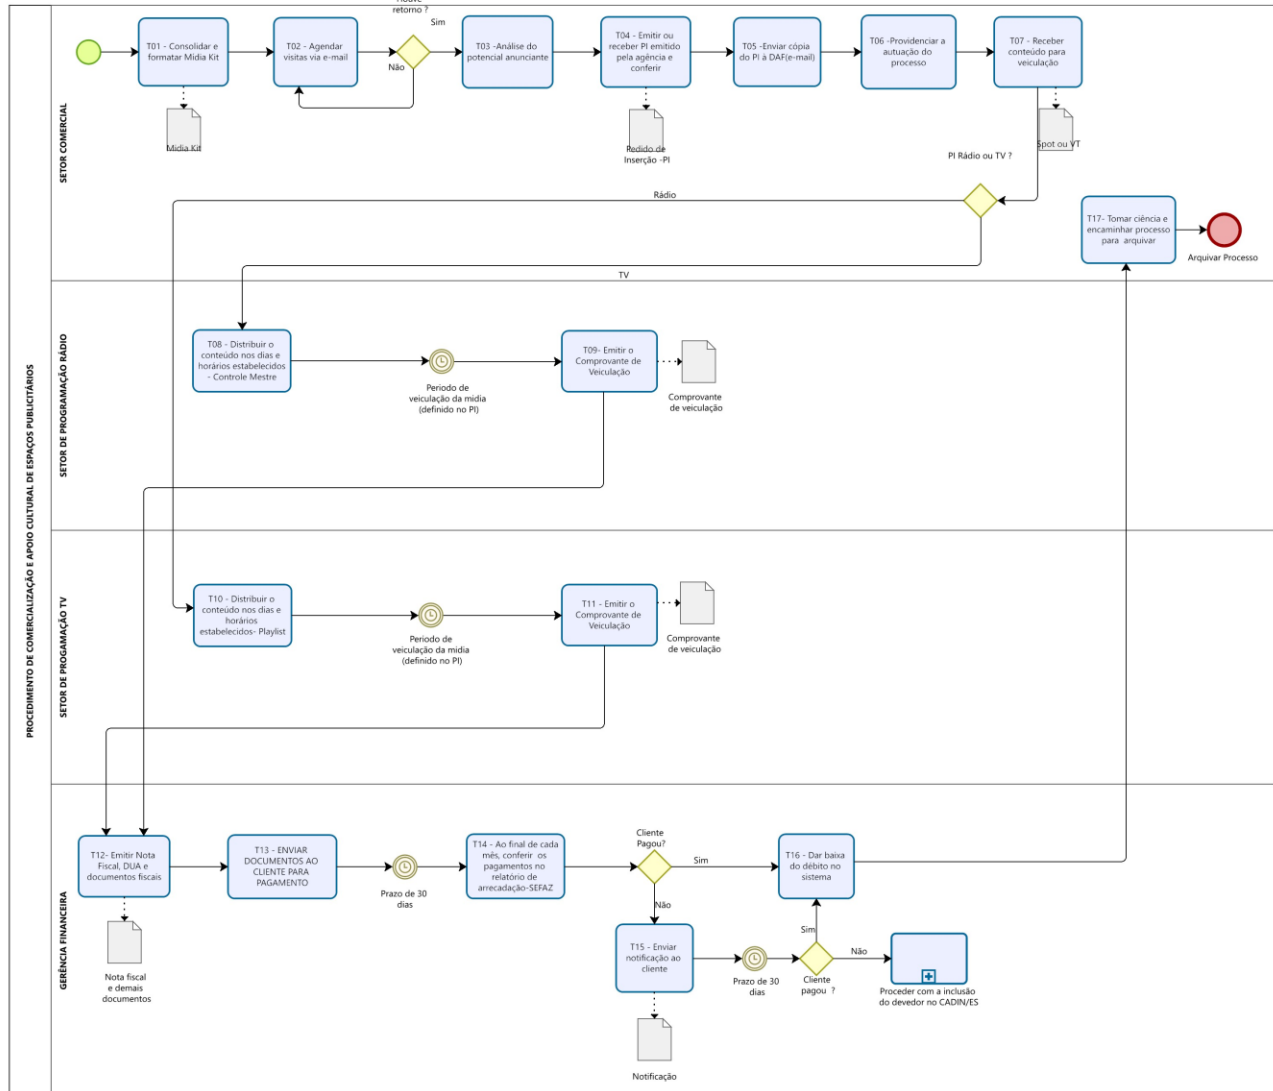 PROCEDIMENTO DE COMERCIALIZAÇÃO E APOIO CULTURAL DE ESPAÇOS PUBLICITÁRIOS
SETOR COMERCIAL
T01 - Consolidar e
formatar Midia Kit
Midia Kit
T02 - Agendar
visitas via e-mail
Houve
retorno ?
Sim
Não
T03 -Análise do
potencial anunciante
T04 - Emitir ou
receber PI emitido
pela agência e
conferir
Pedido de
Inserção -PI
T05 -Enviar cópia
do PI à DAF(e-mail)
T06 -Providenciar a
autuação do
processo
T07 - Receber
conteúdo para
veiculação
Spot ou VT
PI Rádio ou TV ?
Rádio
TV
T17- Tomar ciência e
encaminhar processo
para arquivar
Arquivar Processo
SETOR DE PROGRAMAÇÃO RÁDIO
T08 - Distribuir o
conteúdo nos dias e
horários estabelecidos
- Controle Mestre
Periodo de
veiculação da midia
(definido no PI)
T09- Emitir o
Comprovante de
Veiculação
Comprovante
de veiculação
SETOR DE PROGAMAÇÃO TV
T10 - Distribuir o
conteúdo nos dias e
horários
estabelecidos- Playlist
Periodo de
veiculação da midia
(definido no PI)
T11 - Emitir o
Comprovante de
Veiculação
Comprovante
de veiculação
GERÊNCIA FINANCEIRA
T12- Emitir Nota
Fiscal, DUA e
documentos fiscais
Nota fiscal
e demais
documentos
T13 - ENVIAR
DOCUMENTOS AO
CLIENTE PARA
PAGAMENTO
Prazo de 30
dias
T14 - Ao final de cada
mês, conferir os
pagamentos no
relatório de
arrecadação-SEFAZ
Cliente
Pagou?
Sim
Não
T15 - Enviar
notificação ao
cliente
Notificação
Prazo de 30
dias
Cliente
pagou ?
Sim
Não
T16 - Dar baixa
do débito no
sistema
Proceder com a inclusão
do devedor no CADIN/ES